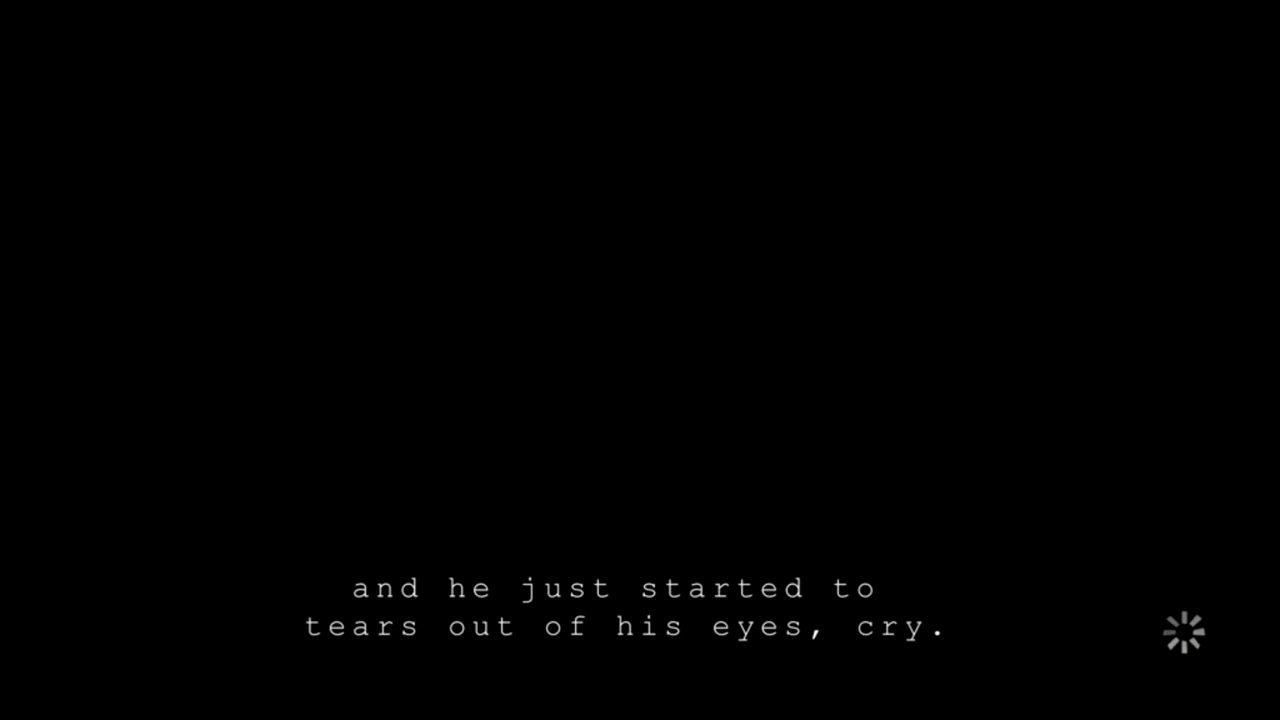 and he just started to
tears out of his eyes, cry.